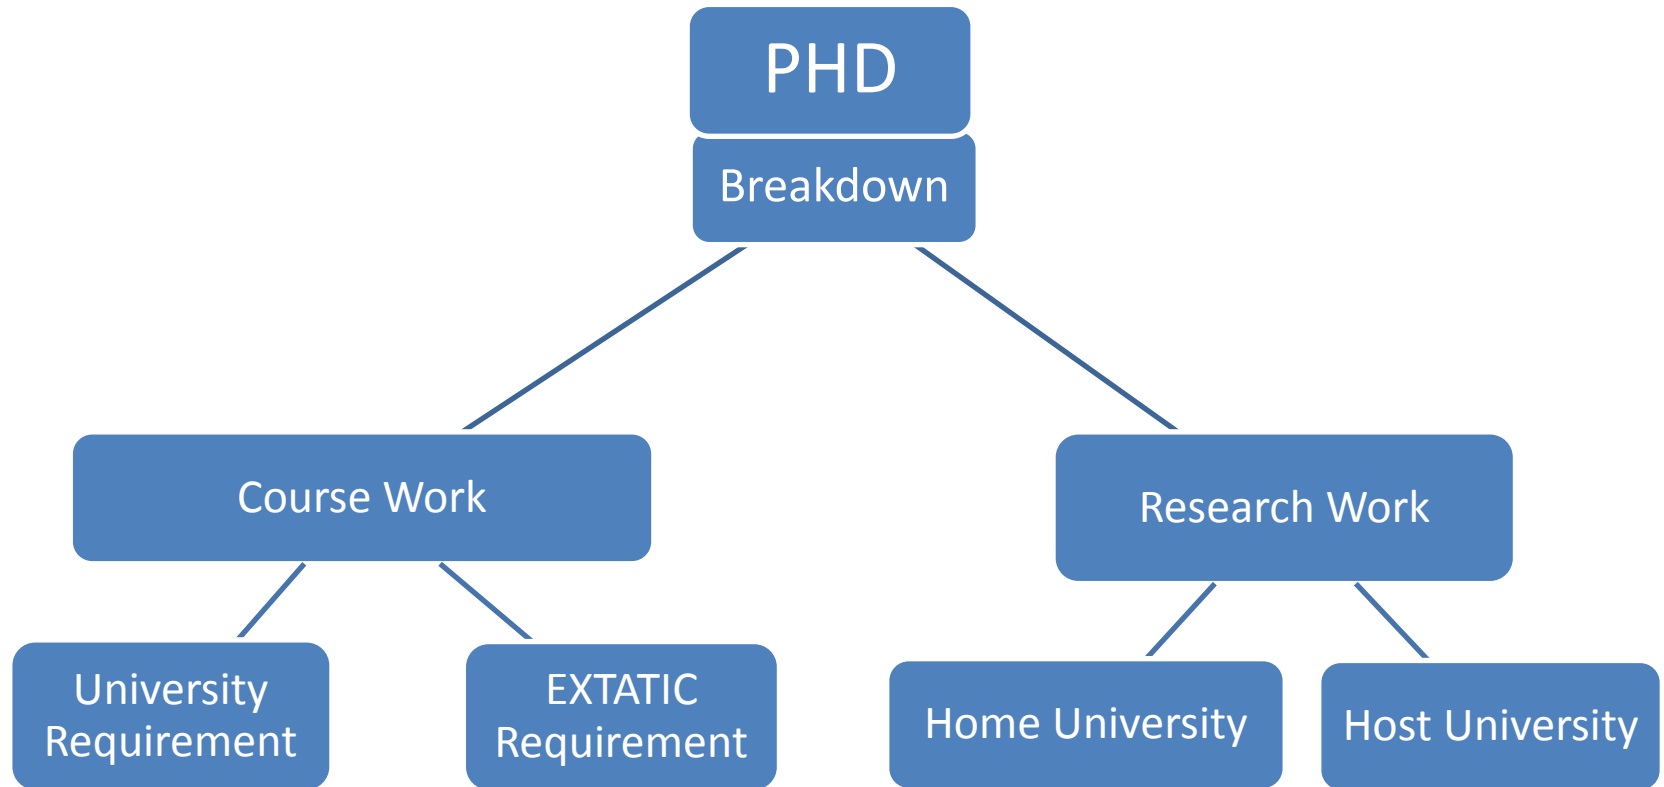 PHD
Breakdown
Course Work
Research Work
University
Requirement
EXTATIC
Requirement
Home University
Host University